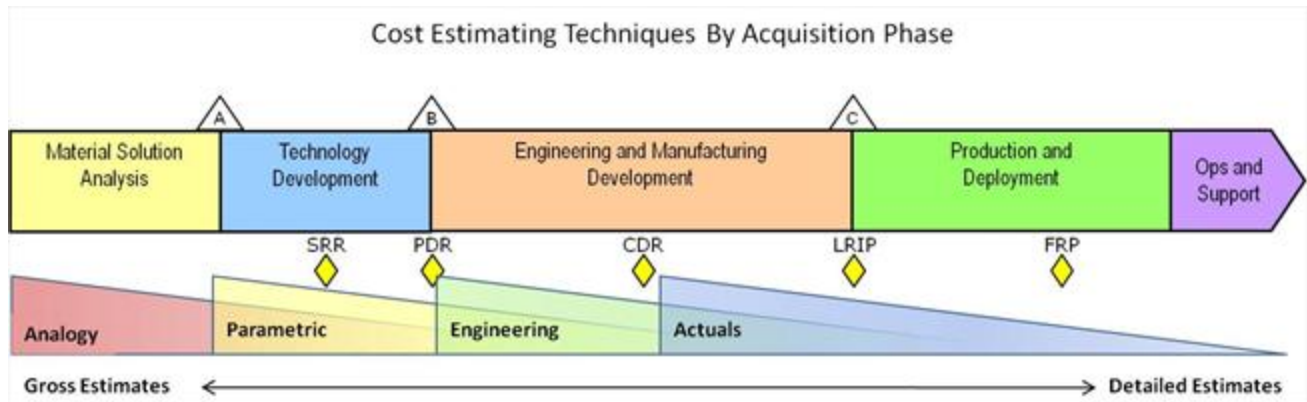 Cost Estimating Techniques By Acquisition Phase
A
B
C
Material Solution
Analysis
Technology
Development
Engineering and Manufacturing
Development
Production and
Deployment
Ops and
Support
SRR
PDR
CDR
LRIP
FRP
Analogy
Parametric
Engineering
Actuals
Gross Estimates
Detailed Estimates